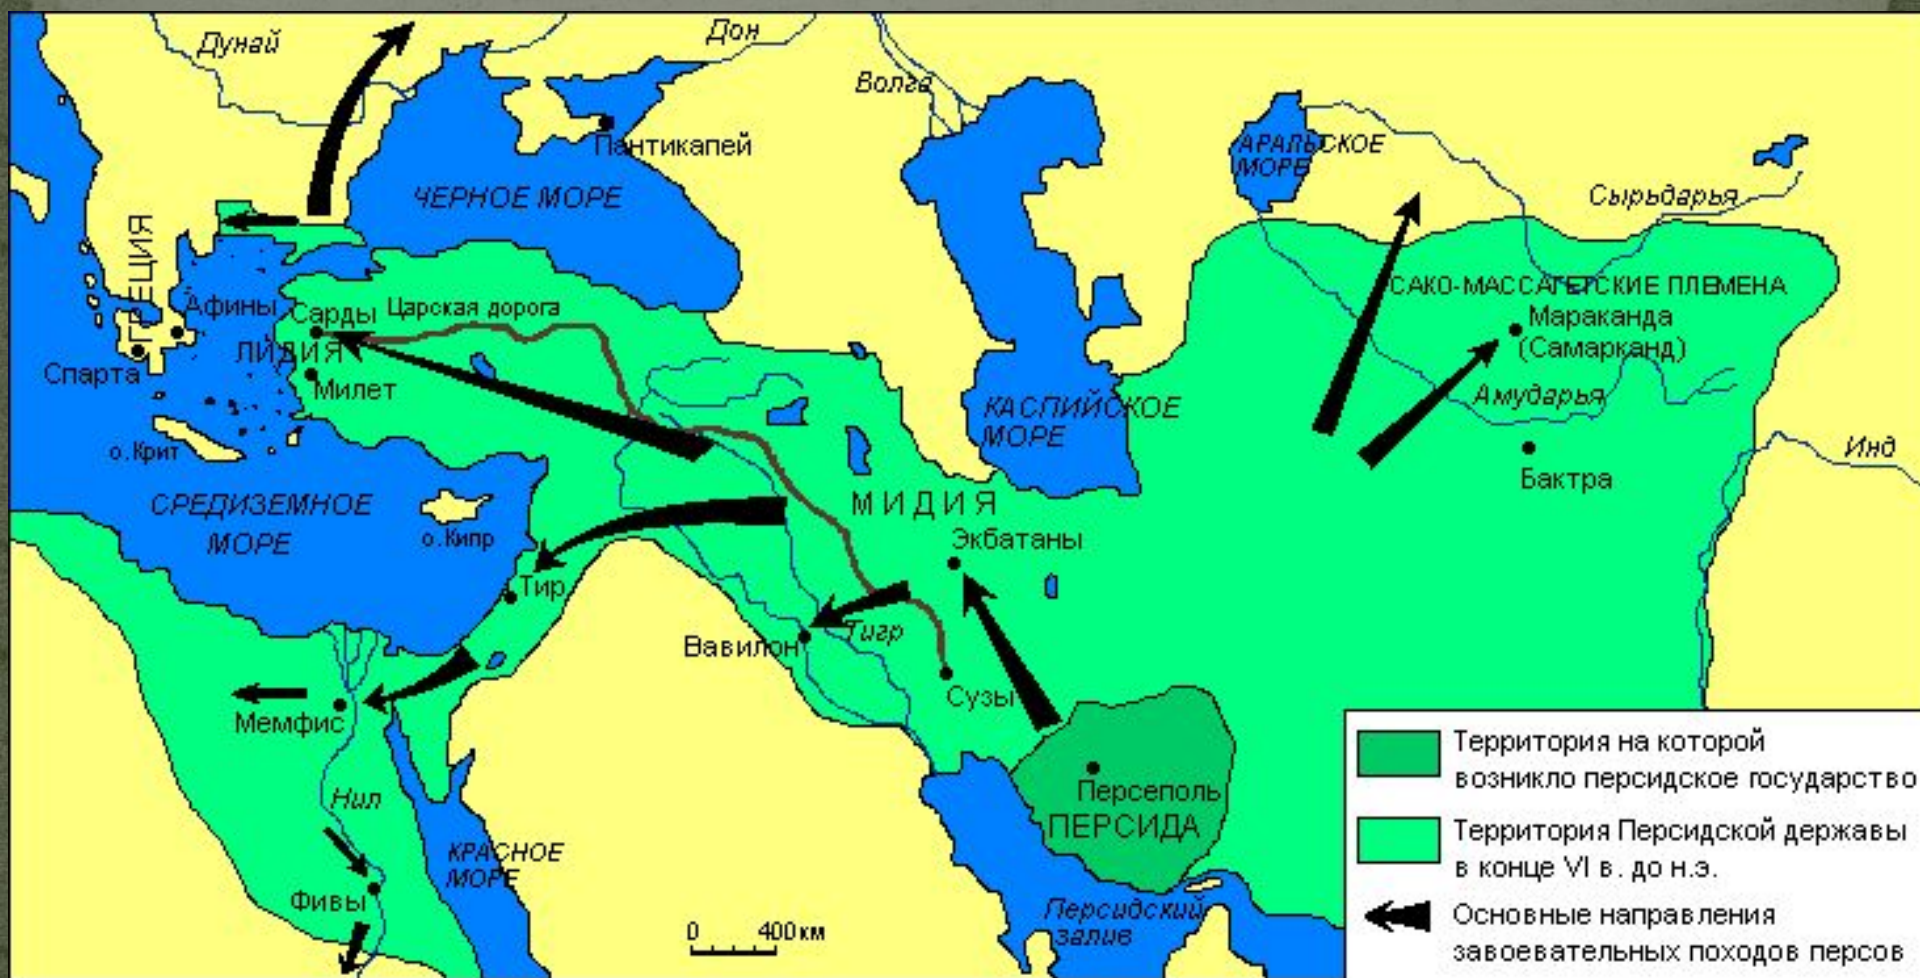 Дунай
Дон
Волга
Пантикапей
АРАЛЬСКОЕ
МОРЕ
ЧЕРНОЕ МОРЕ
Сырьдарья
ГРЕЦИЯ
САКО-МАССАГЕТСКИЕ ПЛЕМЕНА
Афины
Сарды
Царская дорога
Мараканда
(Самарканд)
ЛИДИЯ
Спарта
Милет
Амударья
КАСПИЙСКОЕ
МОРЕ
о.Крит
Инд
Бактра
СРЕДИЗЕМНОЕ
МОРЕ
о.Кипр
МИДИЯ
Экбатаны
Тир
Вавилон
Тигр
Сузы
Мемфис
Нил
Персеполь
ПЕРСИДА
КРАСНОЕ
МОРЕ
Фивы
Персидский
залив
0 400 км
Территория на которой
возникло персидское государство
Территория Персидской державы
в конце VI в. до н.э.
Основные направления
завоевательных походов персов